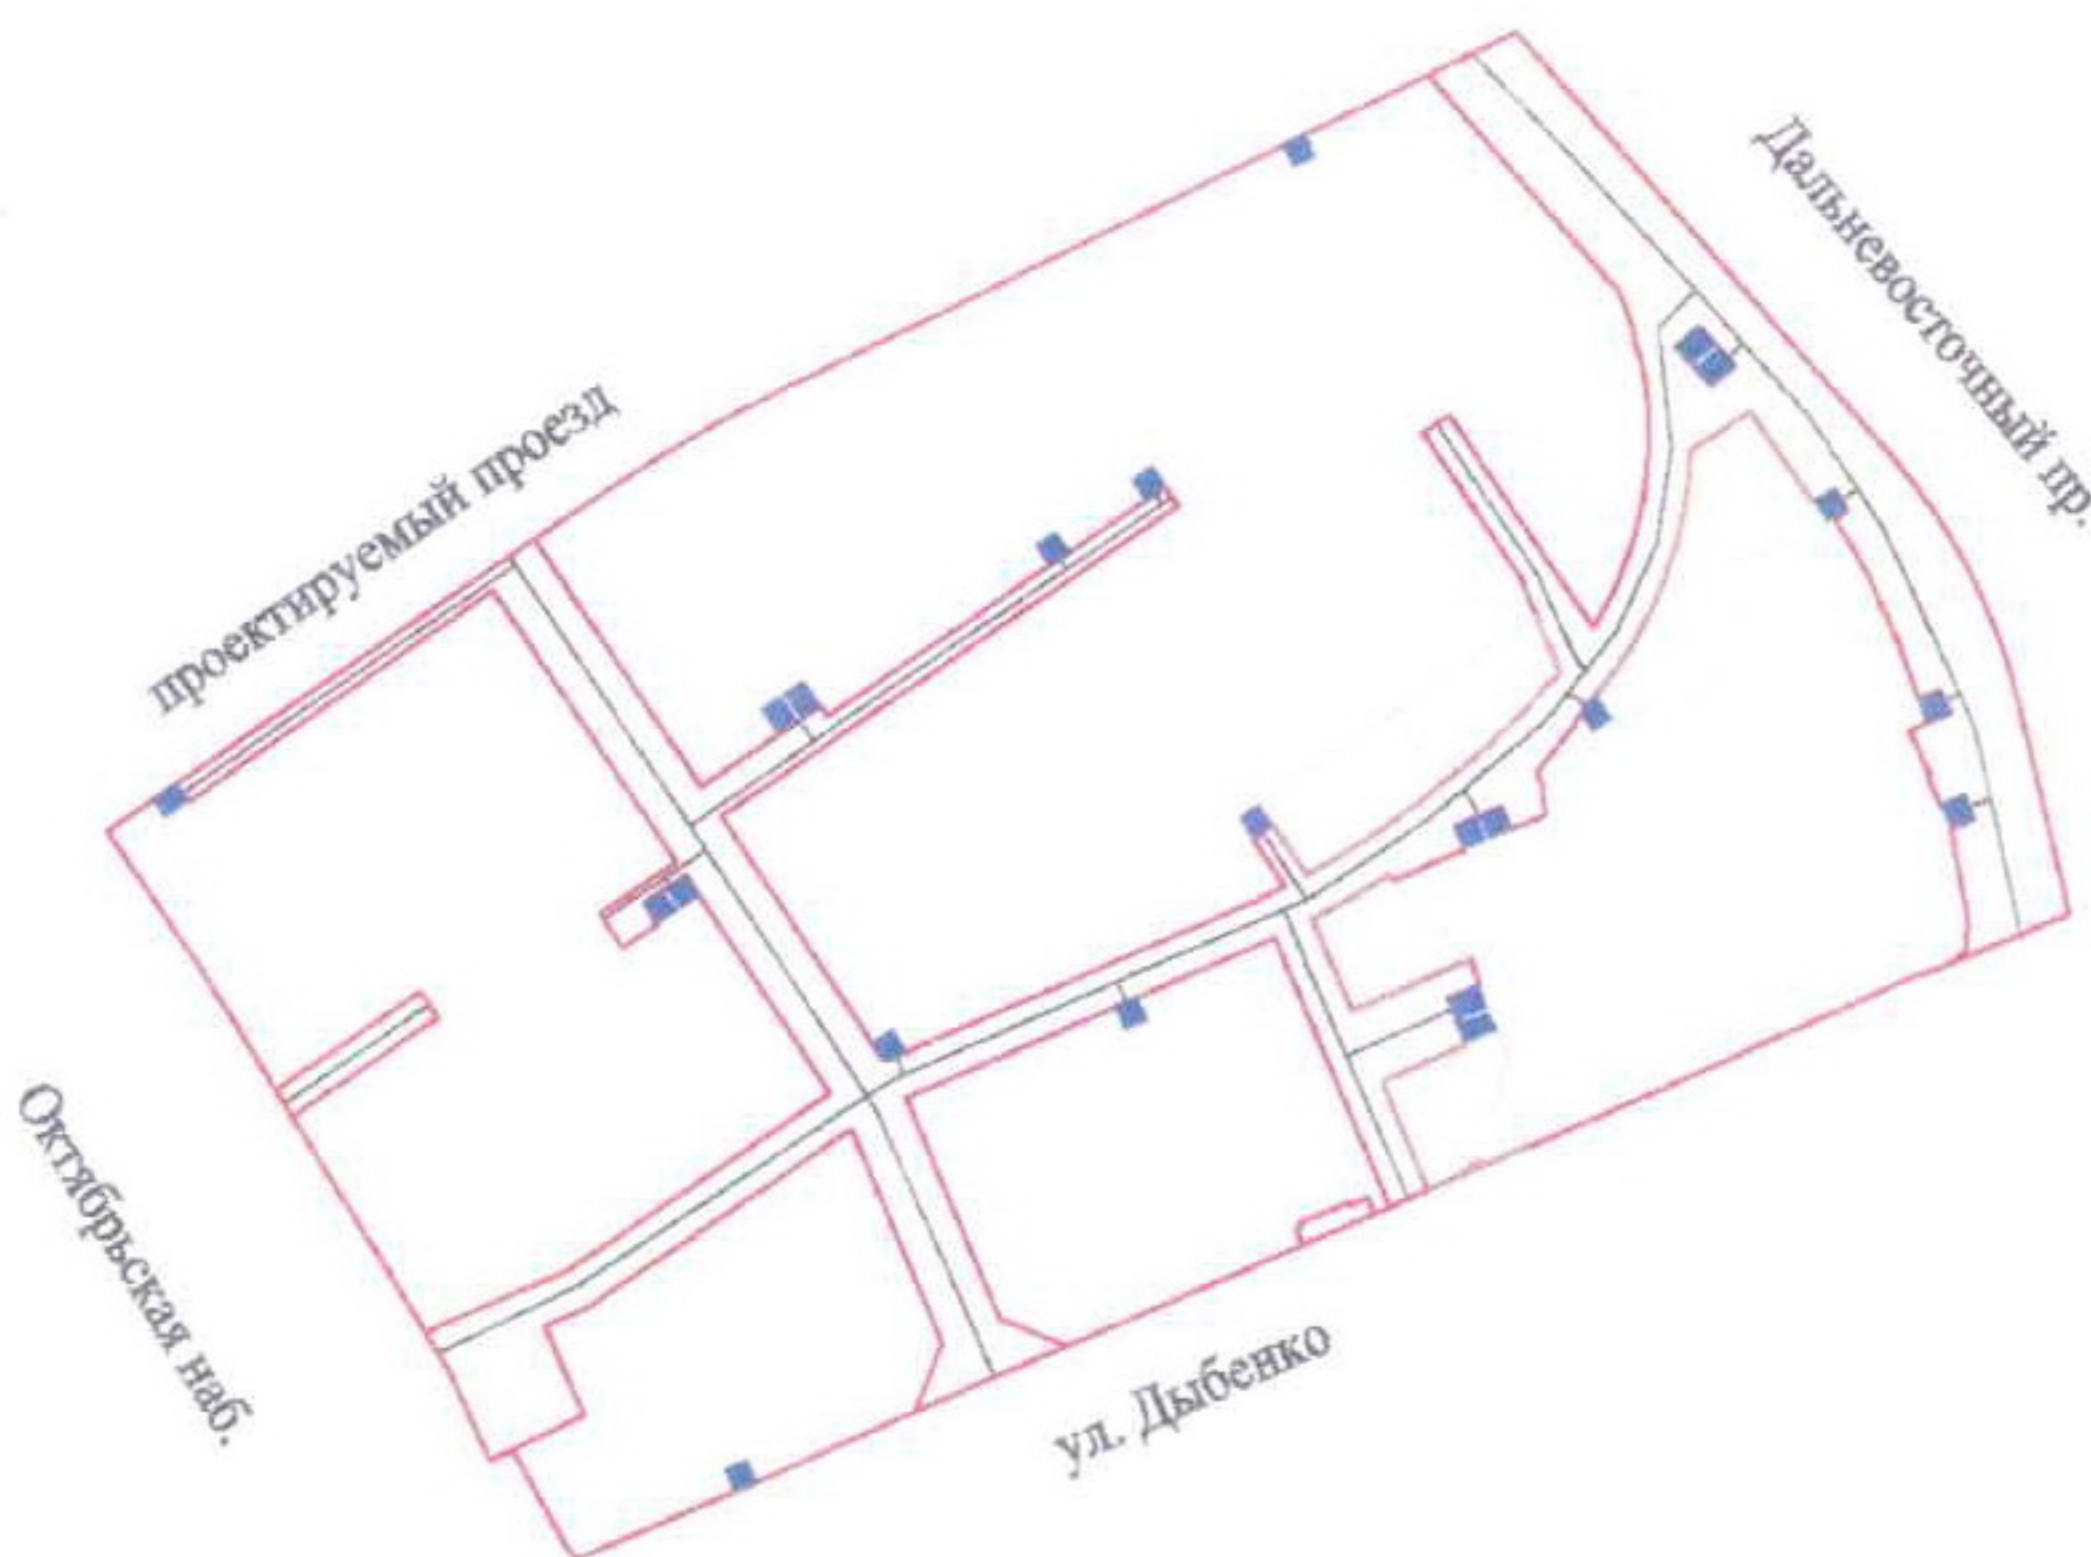 Дальневосточный пр.
проектируемый проезд
Октябрьская наб.
ул. Дыбенко